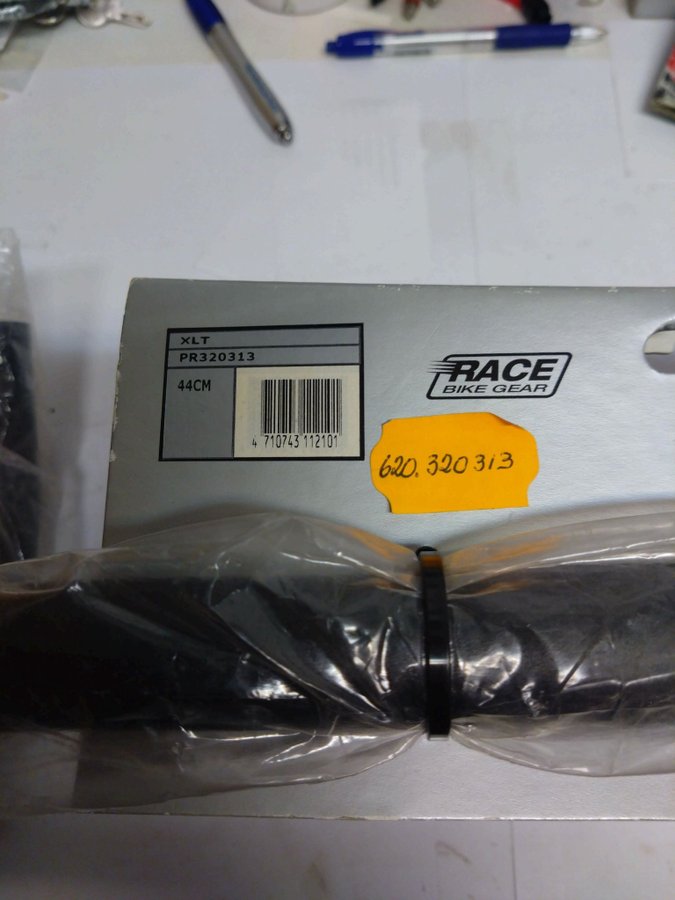 XLT
PR320313
44CM
4 710743 112101
RACE
BIKE GEAR
620.320313